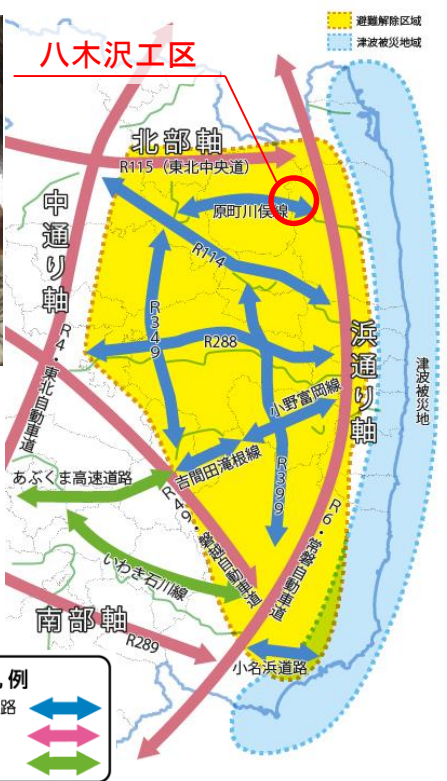 避難解除区域
津波被災地域
八木沢工区
北部軸
R115（東北中央道）
原町川俣線
中通り軸
R114
R349
R288
浜通り軸
津波被災地
R4・東北自動車道
小野富岡線
吉間田滝根線
R399
あぶくま高速道路
R49・磐越自動車道
R6・常磐自動車道
いわき石川線
南部軸
R289
小名浜道路
例
路